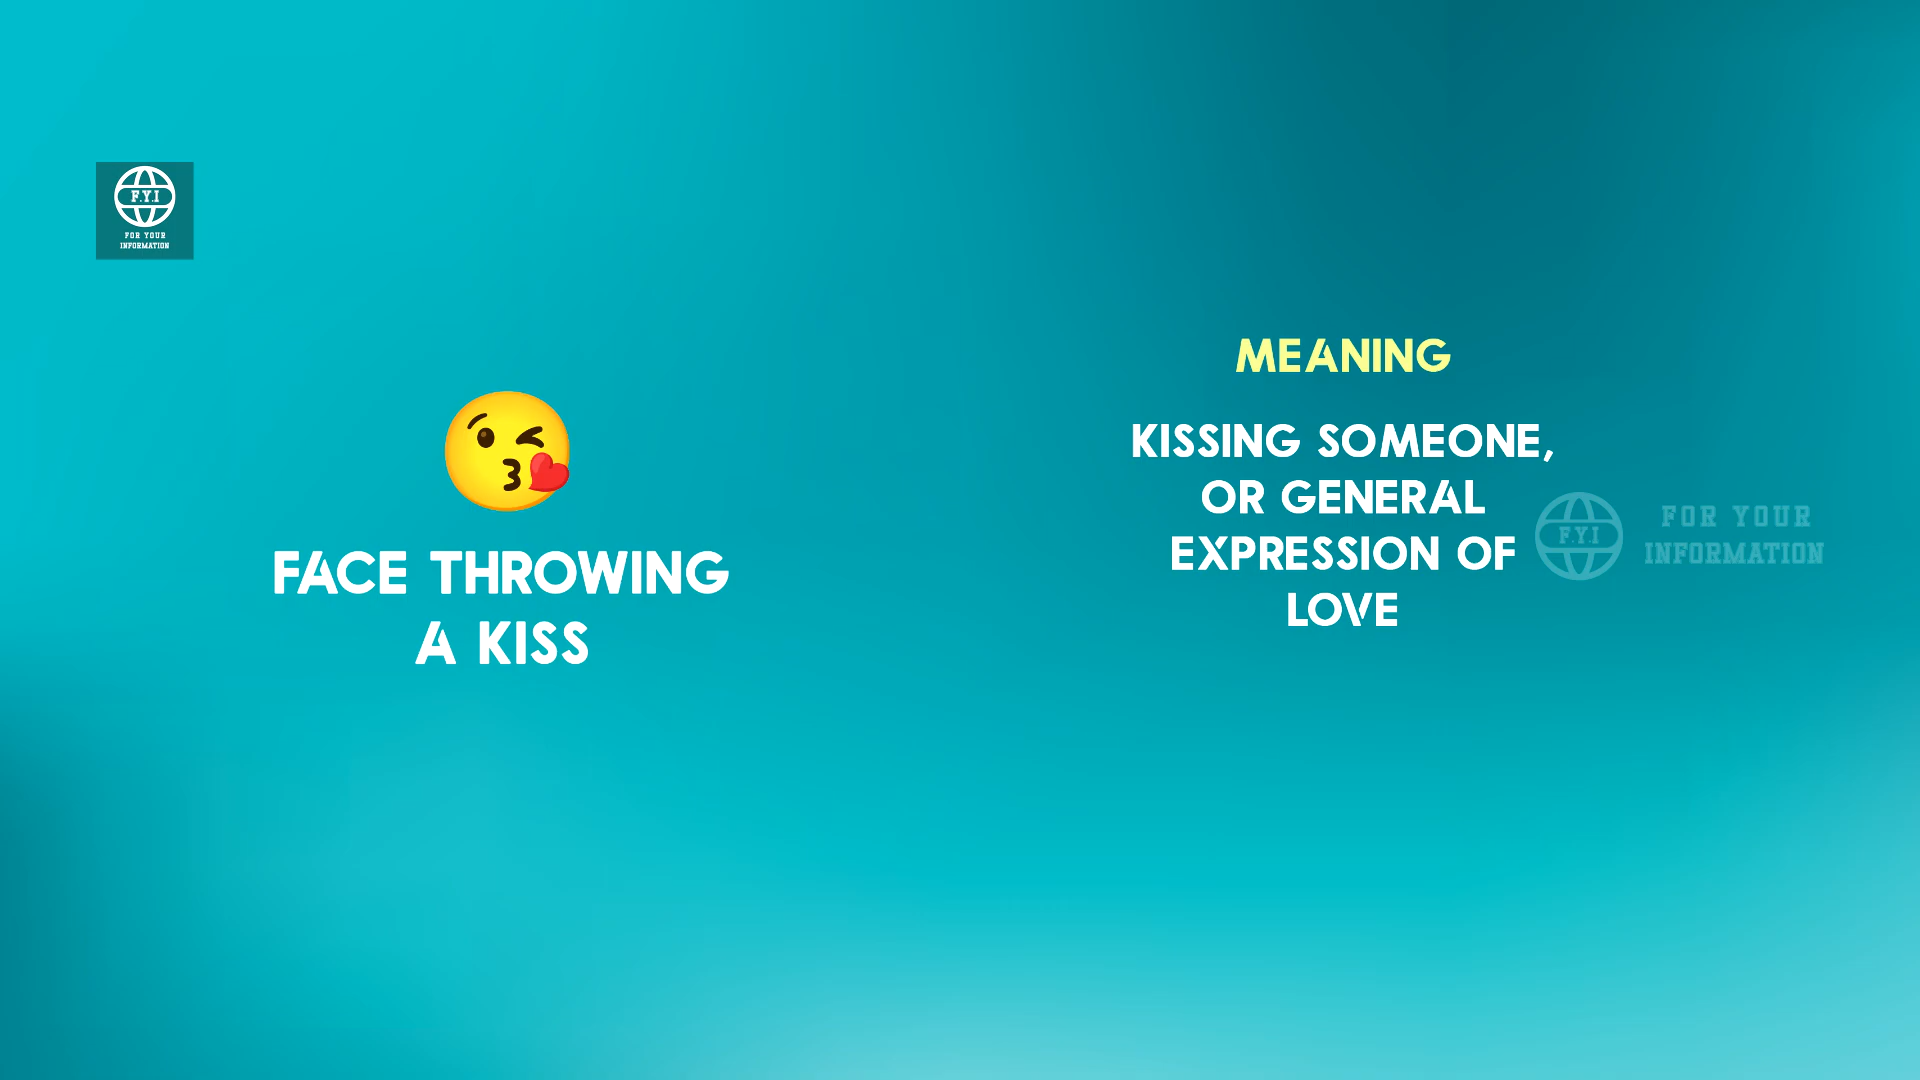 F.Y.I
FOR YOUR
INFORMATION
FACE THROWING
A KISS
MEANING
KISSING SOMEONE,
OR GENERAL
EXPRESSION OF
LOVE
F.Y.I
FOR YOUR
INFORMATION